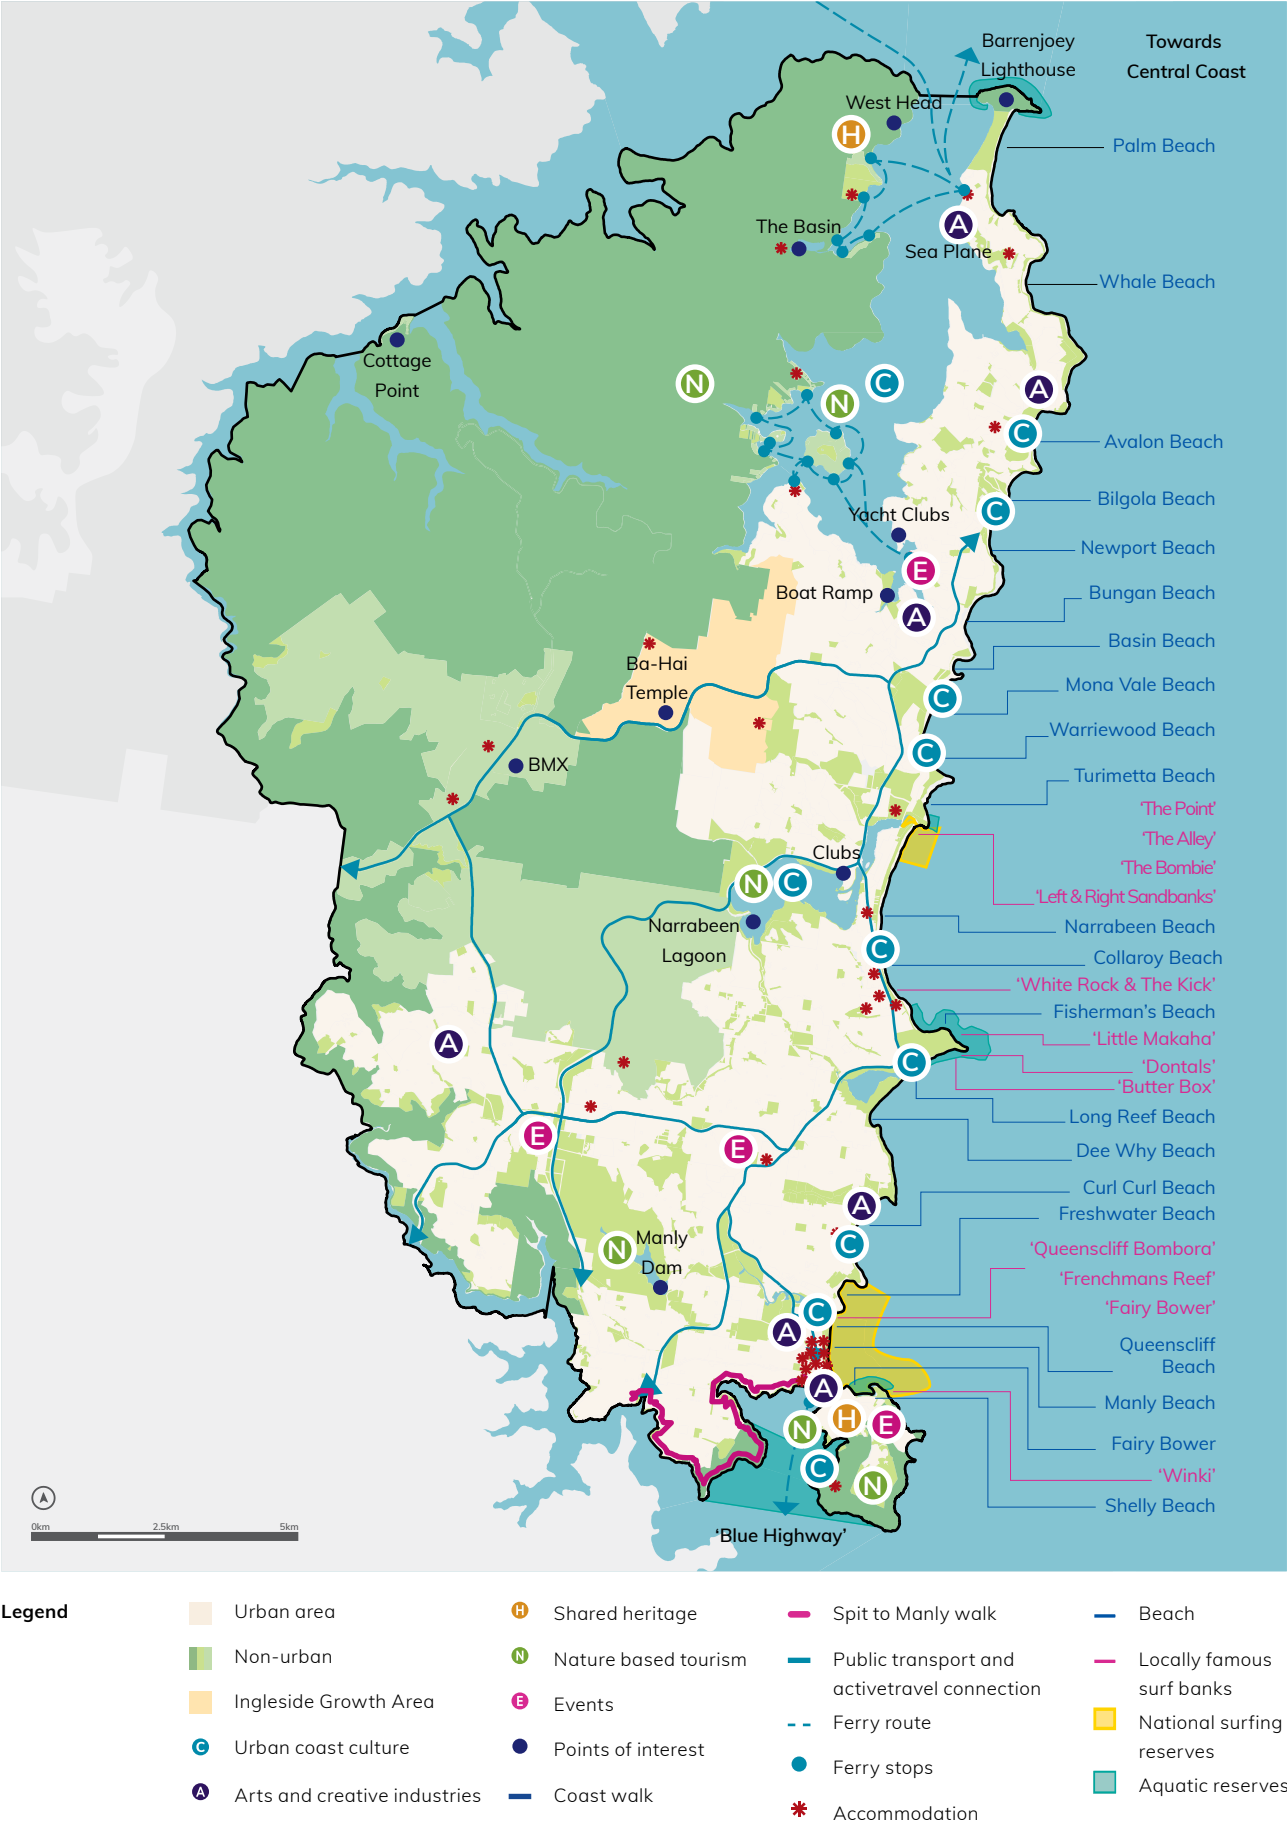 Barrenjoey
Lighthouse
Towards
Central Coast
West Head
H
Palm Beach
The Basin
A
Sea Plane
Whale Beach
Cottage
Point
N
N
C
A
C
Avalon Beach
C
Bilgola Beach
Yacht Clubs
Newport Beach
E
Boat Ramp
A
Bungan Beach
Basin Beach
Ba-Hai
Temple
Mona Vale Beach
C
Warriewood Beach
C
BMX
Turimetta Beach
‘The Point’
‘The Alley’
‘The Bombie’
‘Left & Right Sandbanks’
Clubs
N
C
Narrabeen
Lagoon
Narrabeen Beach
C
Collaroy Beach
‘White Rock & The Kick’
Fisherman’s Beach
‘Little Makaha’
A
C
‘Dontals’
‘Butter Box’
Long Reef Beach
E
E
Dee Why Beach
Curl Curl Beach
A
Freshwater Beach
C
N
Manly
Dam
‘Queenscliff Bombora’
‘Frenchmans Reef’
‘Fairy Bower’
C
A
Queenscliff
Beach
A
Manly Beach
N
H
E
Fairy Bower
C
N
‘Winki’
Shelly Beach
A
0km
2.5km
5km
‘Blue Highway’
Legend
Urban area
Non-urban
Ingleside Growth Area
C
Urban coast culture
A
Arts and creative industries
H
Shared heritage
N
Nature based tourism
E
Events
Points of interest
Coast walk
Spit to Manly walk
Public transport and
activetravel connection
Ferry route
Ferry stops
Accommodation
Beach
Locally famous
surf banks
National surfing
reserves
Aquatic reserves